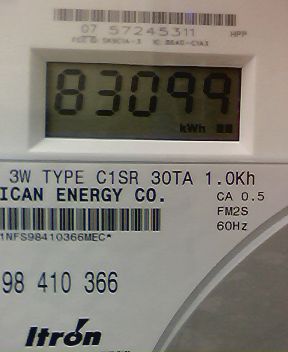 07 57245311
HPP
83099
kWh
3W TYPE C1SR 30TA 1.0Kh
ICAN ENERGY CO.
CA 0.5
FM2S
60Hz
1NFS98410366MEC*
98 410 366
Itron